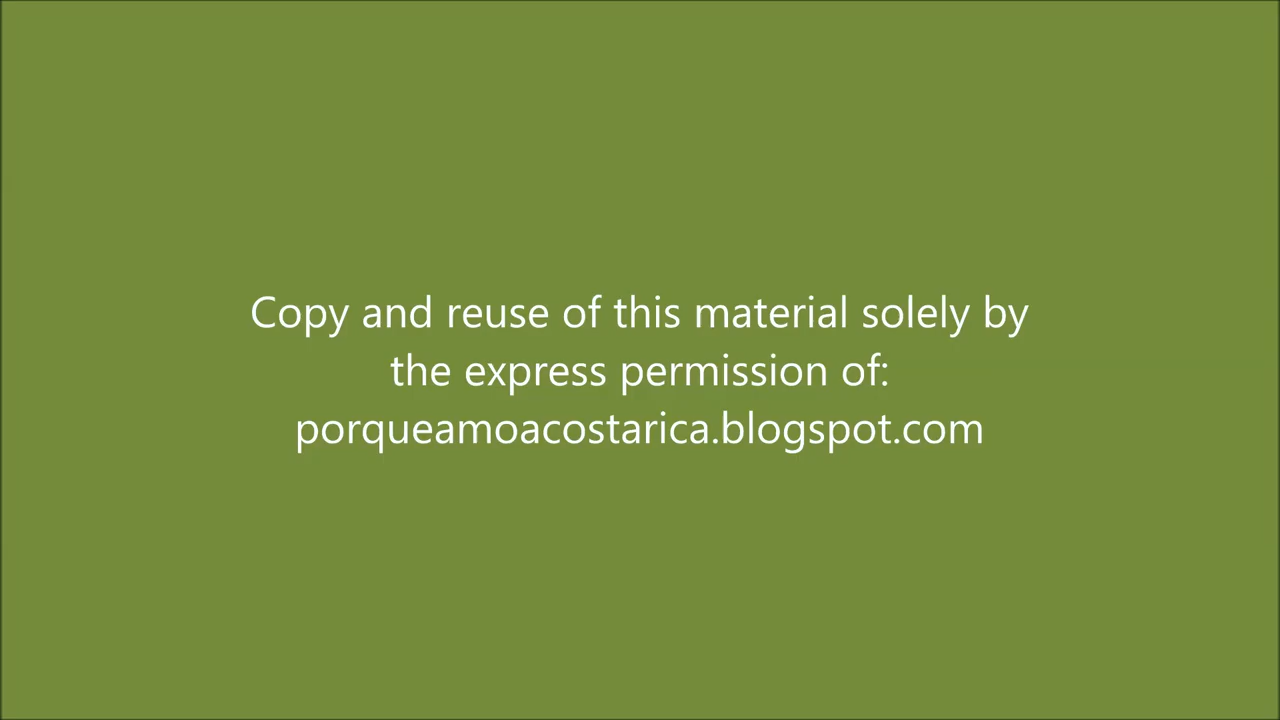 Copy and reuse of this material solely by
the express permission of:
porqueamoacostarica.blogspot.com